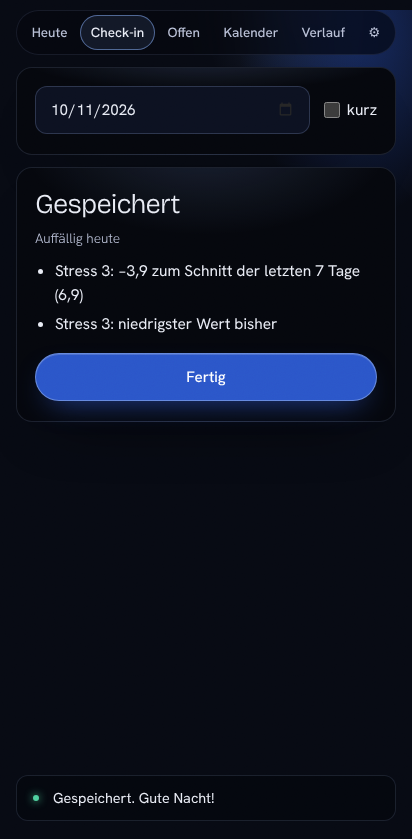 Heute Check-in Offen Kalender Verlauf ⚙
10/11/2026 kurz
Gespeichert
Auffällig heute
• Stress 3: −3,9 zum Schnitt der letzten 7 Tage
(6,9)
• Stress 3: niedrigster Wert bisher
Fertig
Gespeichert. Gute Nacht!